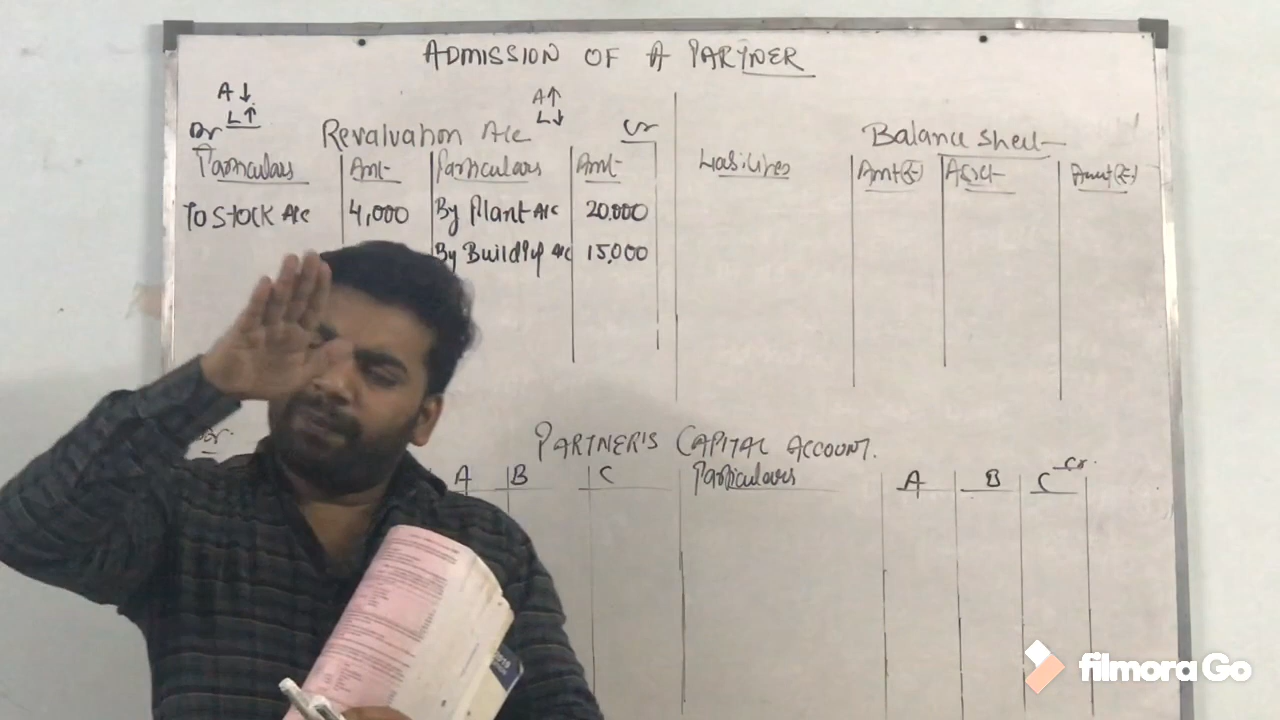 ADMISSION OF A PARTNER
A↓
L↑
A↑
L↓
Dr Revaluation A/c Cr
Particulars Amt Particulars Amt
To Stock A/c 4,000 By Plant A/c 20,000
By Building A/c 15,000
Balance Sheet
Liabilities Amt(₹) Asset Amt(₹)
PARTNER'S CAPITAL ACCOUNT.
Dr. Cr.
A B C Particulars A B C
filmora Go